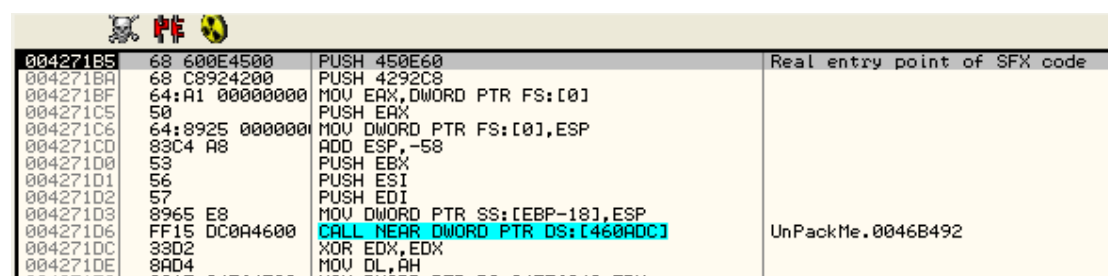 PE
004271B5 68 600E4500 PUSH 450E60 Real entry point of SFX code
004271BA 68 C8924200 PUSH 4292C8
004271BF 64:A1 00000000 MOV EAX,DWORD PTR FS:[0]
004271C5 50 PUSH EAX
004271C6 64:8925 000000 MOV DWORD PTR FS:[0],ESP
004271CD 83C4 A8 ADD ESP,-58
004271D0 53 PUSH EBX
004271D1 56 PUSH ESI
004271D2 57 PUSH EDI
004271D3 8965 E8 MOV DWORD PTR SS:[EBP-18],ESP
004271D6 FF15 DC0A4600 CALL NEAR DWORD PTR DS:[460ADC] UnPackMe.0046B492
004271DC 33D2 XOR EDX,EDX
004271DE 8AD4 MOV DL,AH